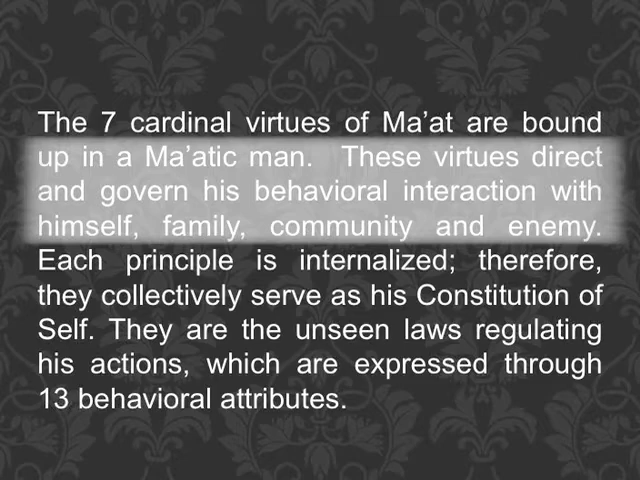 The 7 cardinal virtues of Ma’at are bound
up in a Ma’atic man. These virtues direct
and govern his behavioral interaction with
himself, family, community and enemy.
Each principle is internalized; therefore,
they collectively serve as his Constitution of
Self. They are the unseen laws regulating
his actions, which are expressed through
13 behavioral attributes.